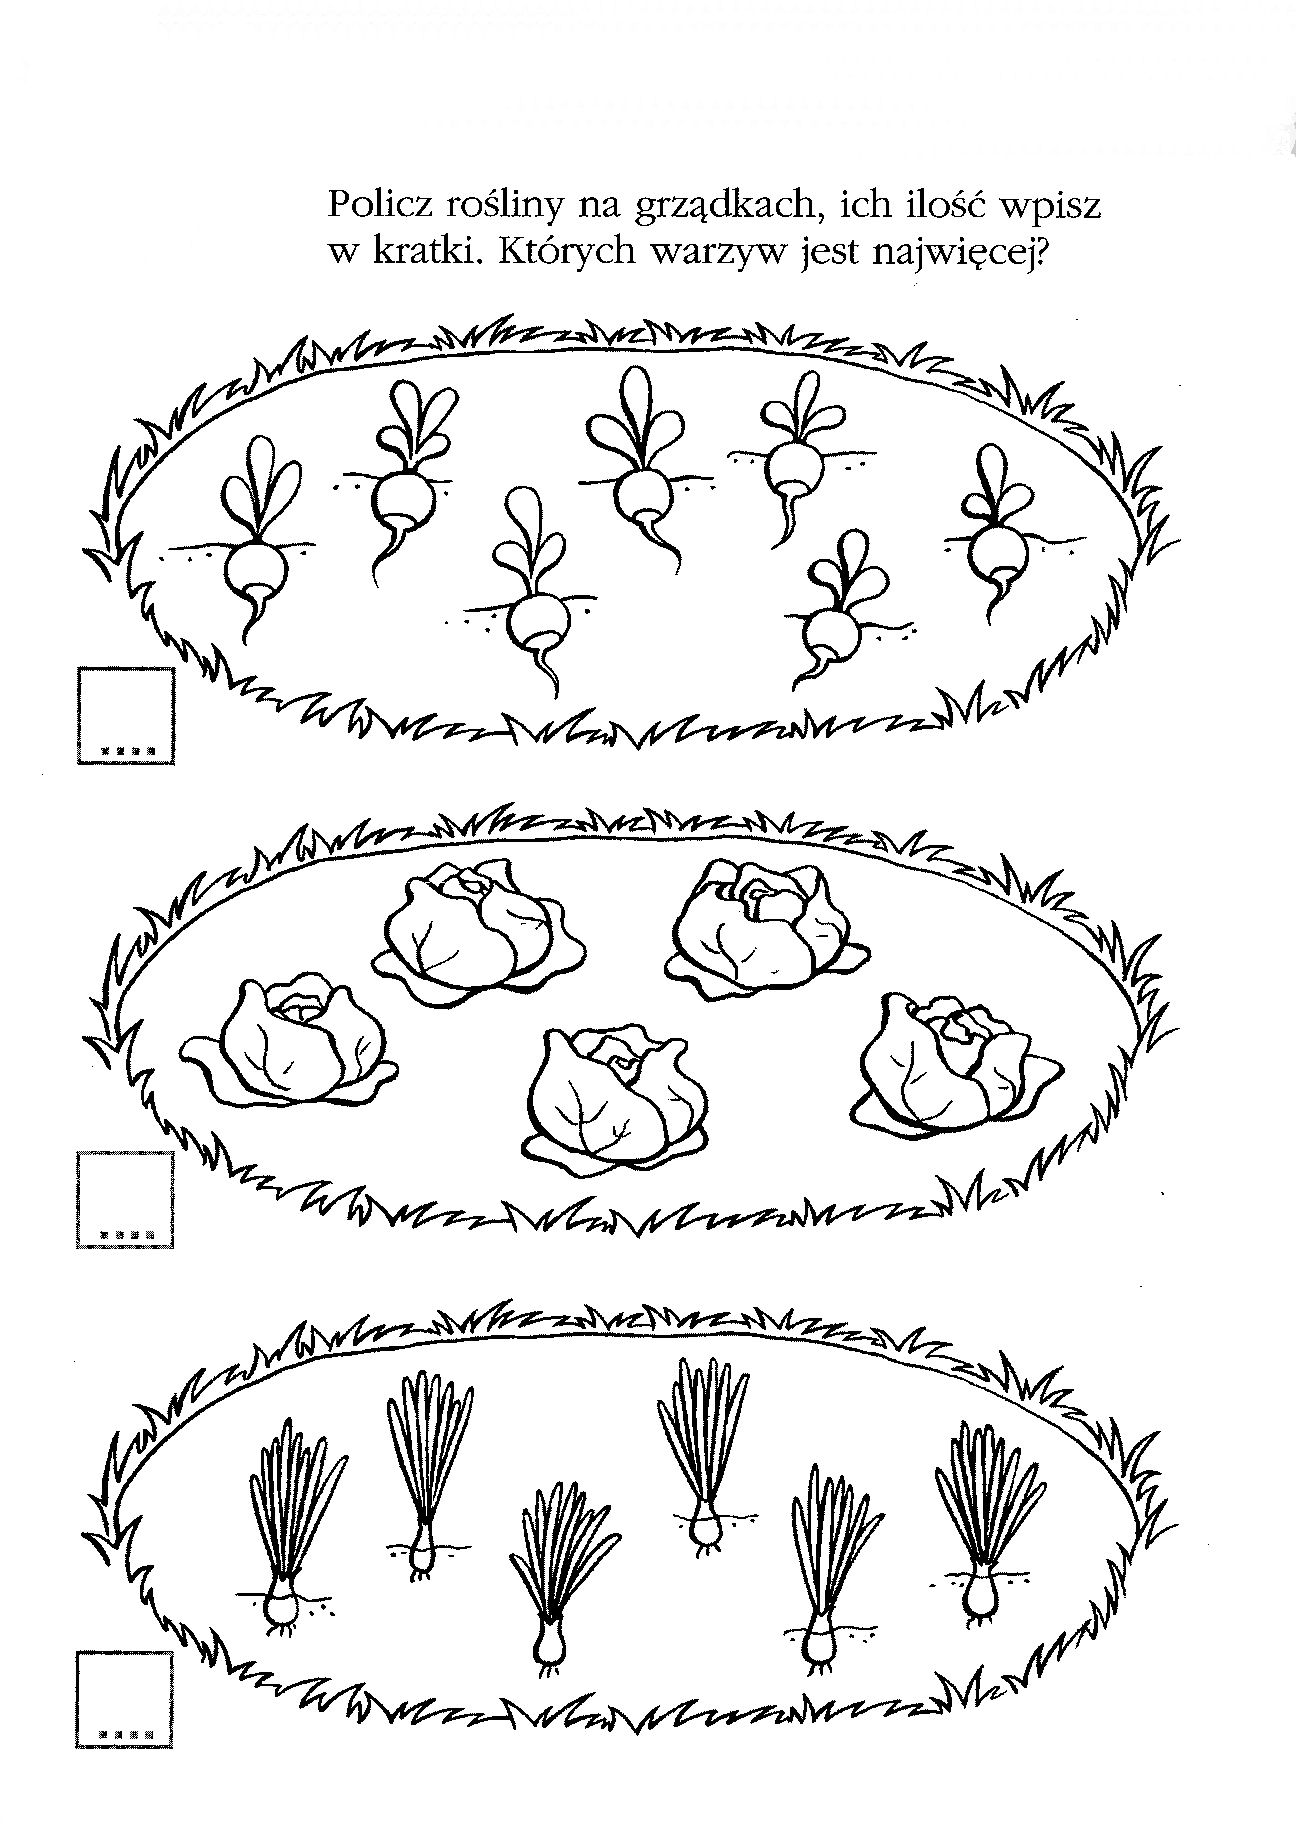 Policz rośliny na grządkach, ich ilość wpisz
w kratki. Których warzyw jest najwięcej?